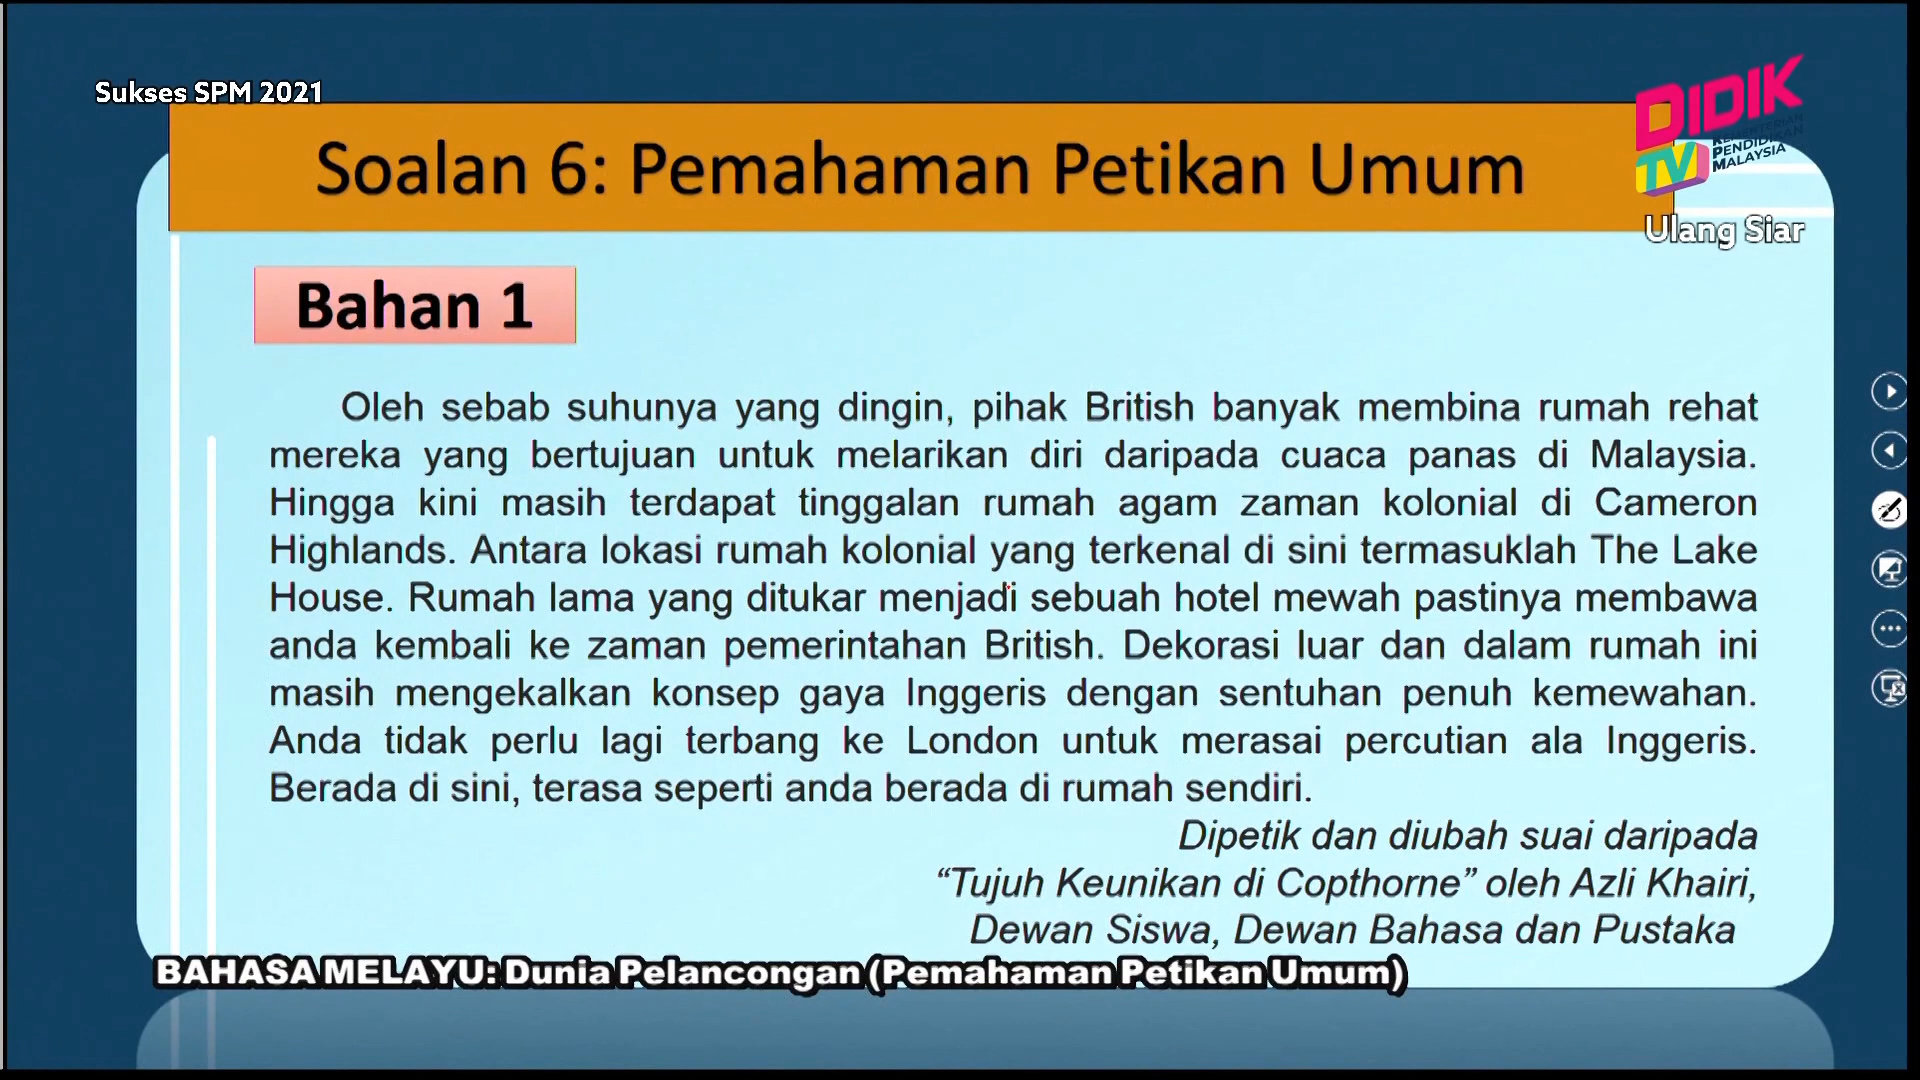 Sukses SPM 2021
DIDIK
TV
KEMENTERIAN
PENDIDIKAN
MALAYSIA
Ulang Siar
Soalan 6: Pemahaman Petikan Umum
Bahan 1
Oleh sebab suhunya yang dingin, pihak British banyak membina rumah rehat
mereka yang bertujuan untuk melarikan diri daripada cuaca panas di Malaysia.
Hingga kini masih terdapat tinggalan rumah agam zaman kolonial di Cameron
Highlands. Antara lokasi rumah kolonial yang terkenal di sini termasuklah The Lake
House. Rumah lama yang ditukar menjadi sebuah hotel mewah pastinya membawa
anda kembali ke zaman pemerintahan British. Dekorasi luar dan dalam rumah ini
masih mengekalkan konsep gaya Inggeris dengan sentuhan penuh kemewahan.
Anda tidak perlu lagi terbang ke London untuk merasai percutian ala Inggeris.
Berada di sini, terasa seperti anda berada di rumah sendiri.
Dipetik dan diubah suai daripada
“Tujuh Keunikan di Copthorne” oleh Azli Khairi,
Dewan Siswa, Dewan Bahasa dan Pustaka
BAHASA MELAYU: Dunia Pelancongan (Pemahaman Petikan Umum)